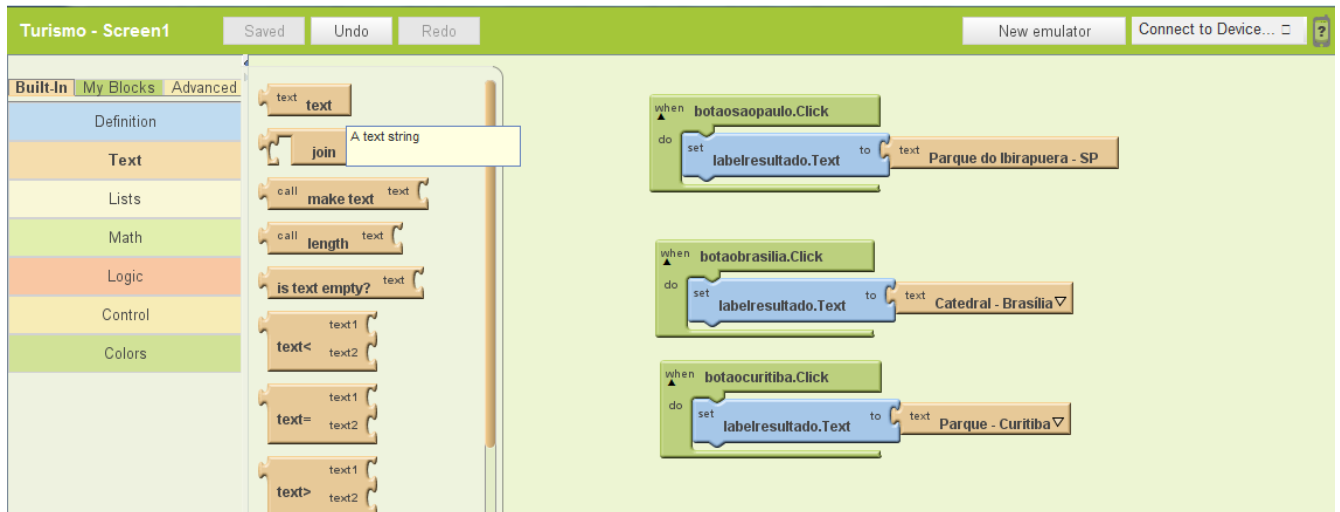 Turismo - Screen1 Saved Undo Redo New emulator Connect to Device... ?
Built-In My Blocks Advanced
Definition
Text
Lists
Math
Logic
Control
Colors
text text
A text string
join
call make text text
call length text
is text empty? text
text< text1
text2
text= text1
text2
text> text1
text2
when botaosaopaulo.Click
do set labelresultado.Text to text Parque do Ibirapuera - SP
when botaobrasilia.Click
do set labelresultado.Text to text Catedral - Brasília
when botaocuritiba.Click
do set labelresultado.Text to text Parque - Curitiba